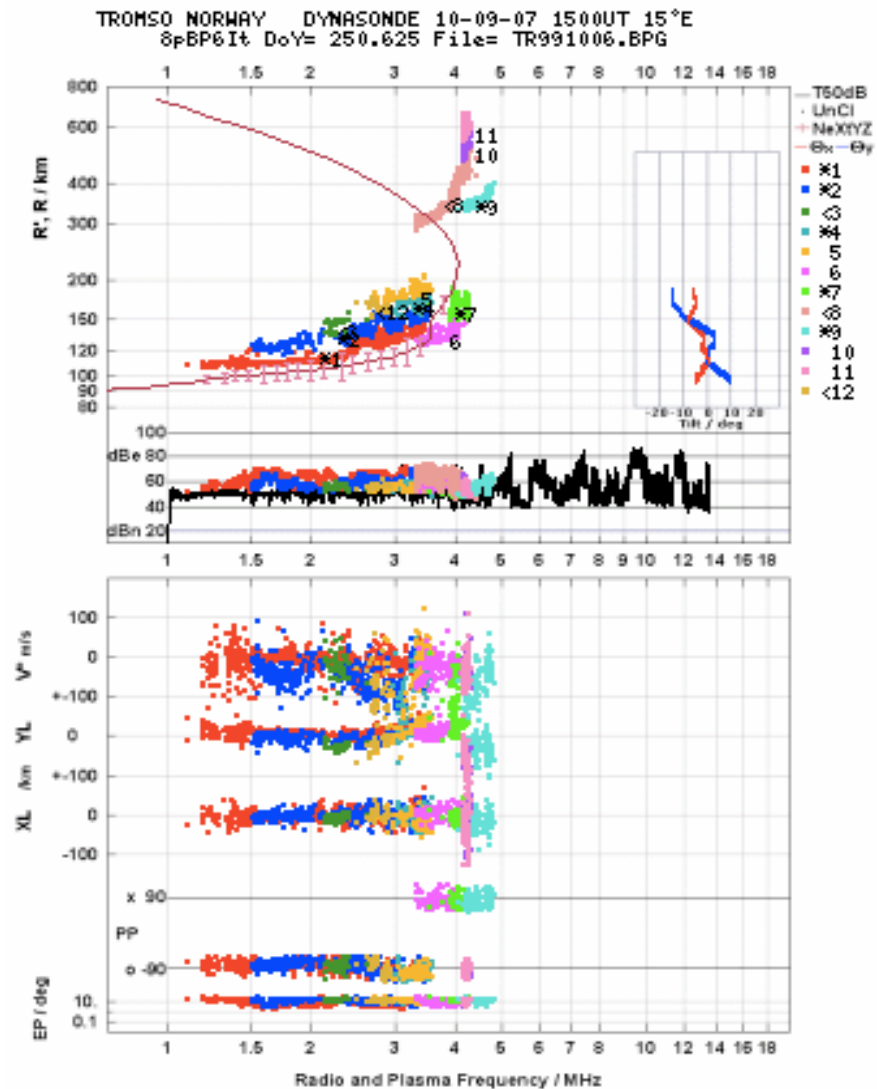 TROMSO NORWAY DYNASONDE 10-09-07 1500UT 15°E
8pBP6It DoY= 250.625 File= TR991006.BPG
1 1.5 2 3 4 5 6 7 8 10 12 14 16 18
800
600
400
300
200
150
120
100
90
80
R', R / km
11
10
<8 *9
5
<12 *4
*7
*2
6
*1
T50dB
UnCl
NeXtYZ
Θx Θy
*1
*2
<3
*4
5
6
*7
<8
*9
10
11
<12
-20 -10 0 10 20
Tilt / deg
100
dBe 80
60
40
dBn 20
1 1.5 2 3 4 5 6 7 8 9 10 12 14 16 18
100
0
+-100
0
+-100
0
-100
V* m/s
YL
/km
XL
x 90
PP
o -90
10.
0.1
EP / deg
1 1.5 2 3 4 5 6 7 8 10 12 14 16 18
Radio and Plasma Frequency / MHz